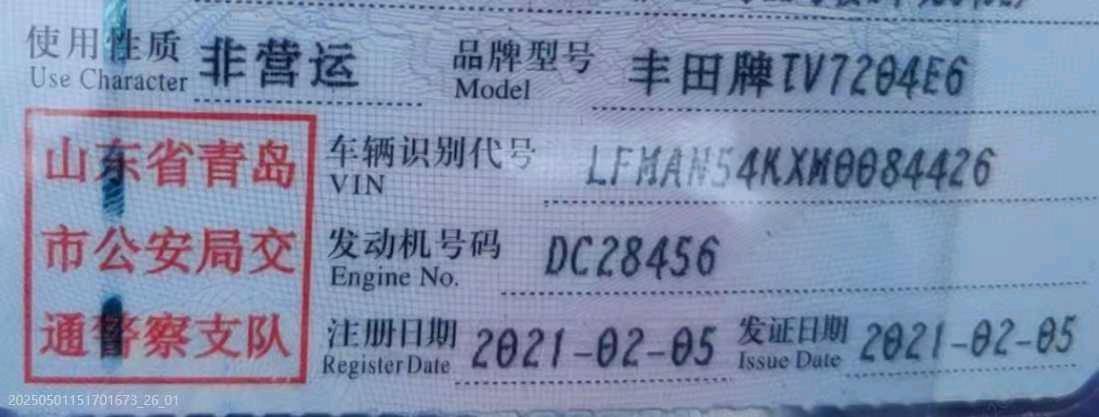 使用性质 非营运 品牌型号 丰田牌TV7204E6
Use Character Model
山东省青岛 车辆识别代号 LFMAN54KXM0084426
VIN
市公安局交 发动机号码 DC28456
Engine No.
通警察支队 注册日期 2021-02-05 发证日期 2021-02-05
Register Date Issue Date
20250501151701673_26_01